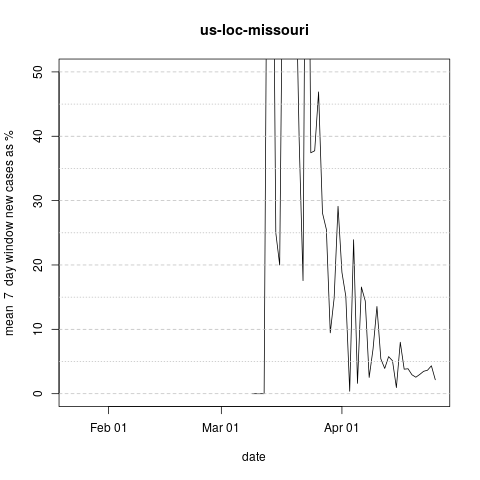 us-loc-missouri
mean 7 day window new cases as %
50
40
30
20
10
0
Feb 01
Mar 01
Apr 01
date